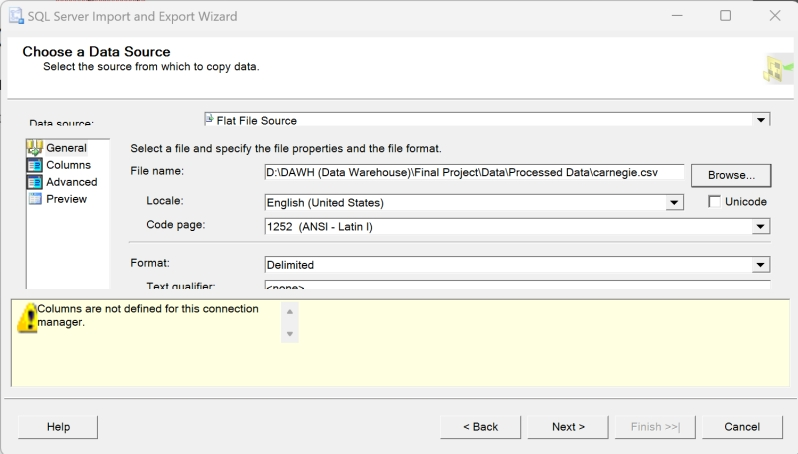 SQL Server Import and Export Wizard
Choose a Data Source
Select the source from which to copy data.
Data source:
Flat File Source
General
Columns
Advanced
Preview
Select a file and specify the file properties and the file format.
File name:
D:\DAWH (Data Warehouse)\Final Project\Data\Processed Data\carnegie.csv
Browse...
Locale:
English (United States)
Unicode
Code page:
1252 (ANSI - Latin I)
Format:
Delimited
Text qualifier:
<none>
Columns are not defined for this connection
manager.
Help
< Back
Next >
Finish >>|
Cancel